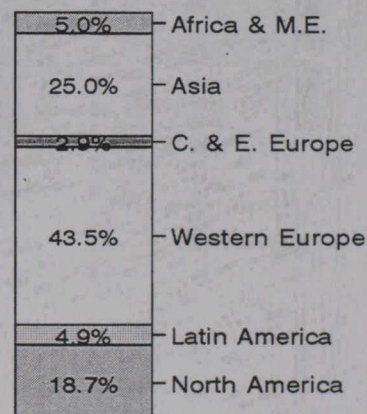 5.0% Africa & M.E.
25.0% Asia
2.9% C. & E. Europe
43.5% Western Europe
4.9% Latin America
18.7% North America